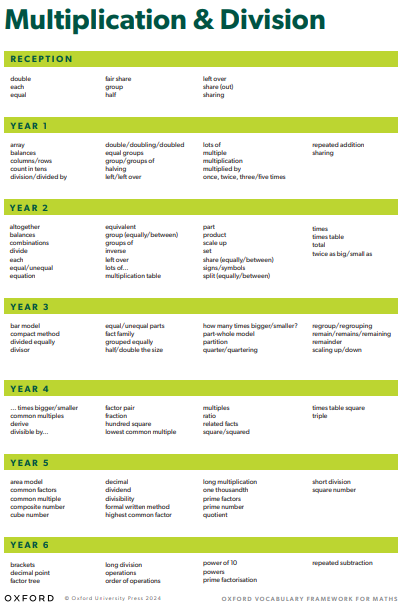 Multiplication & Division
RECEPTION
double
each
equal
fair share
group
half
left over
share (out)
sharing
YEAR 1
array
balances
columns/rows
count in tens
division/divided by
double/doubling/doubled
equal groups
group/groups of
halving
left/left over
lots of
multiple
multiplication
multiplied by
once, twice, three/five times
repeated addition
sharing
YEAR 2
altogether
balances
combinations
divide
each
equal/unequal
equation
equivalent
group (equally/between)
groups of
inverse
left over
lots of...
multiplication table
part
product
scale up
set
share (equally/between)
signs/symbols
split (equally/between)
times
times table
total
twice as big/small as
YEAR 3
bar model
compact method
divided equally
divisor
equal/unequal parts
fact family
grouped equally
half/double the size
how many times bigger/smaller?
part-whole model
partition
quarter/quartering
regroup/regrouping
remain/remains/remaining
remainder
scaling up/down
YEAR 4
... times bigger/smaller
common multiples
derive
divisible by...
factor pair
fraction
hundred square
lowest common multiple
multiples
ratio
related facts
square/squared
times table square
triple
YEAR 5
area model
common factors
common multiple
composite number
cube number
decimal
dividend
divisibility
formal written method
highest common factor
long multiplication
one thousandth
prime factors
prime number
quotient
short division
square number
YEAR 6
brackets
decimal point
factor tree
long division
operations
order of operations
power of 10
powers
prime factorisation
repeated subtraction
OXFORD © Oxford University Press 2024 OXFORD VOCABULARY FRAMEWORK FOR MATHS